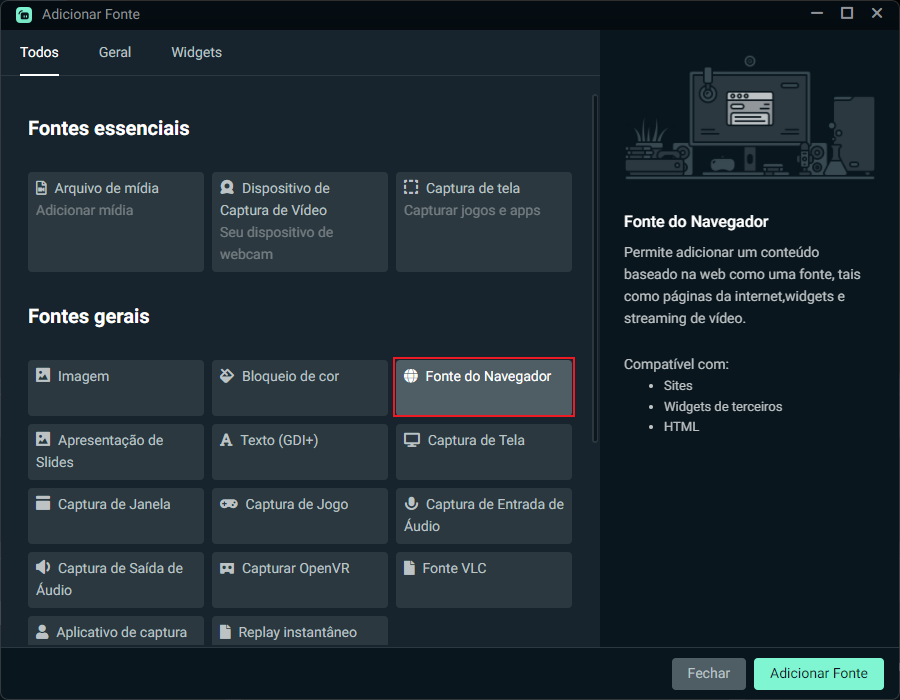 Adicionar Fonte
Todos
Geral
Widgets
Fontes essenciais
Arquivo de mídia
Adicionar mídia
Dispositivo de
Captura de Vídeo
Seu dispositivo de
webcam
Captura de tela
Capturar jogos e apps
Fontes gerais
Imagem
Bloqueio de cor
Fonte do Navegador
Apresentação de
Slides
Texto (GDI+)
Captura de Tela
Captura de Janela
Captura de Jogo
Captura de Entrada de
Áudio
Captura de Saída de
Áudio
Capturar OpenVR
Fonte VLC
Aplicativo de captura
Replay instantâneo
Fonte do Navegador
Permite adicionar um conteúdo
baseado na web como uma fonte, tais
como páginas da internet,widgets e
streaming de vídeo.
Compatível com:
Sites
Widgets de terceiros
HTML
Fechar
Adicionar Fonte